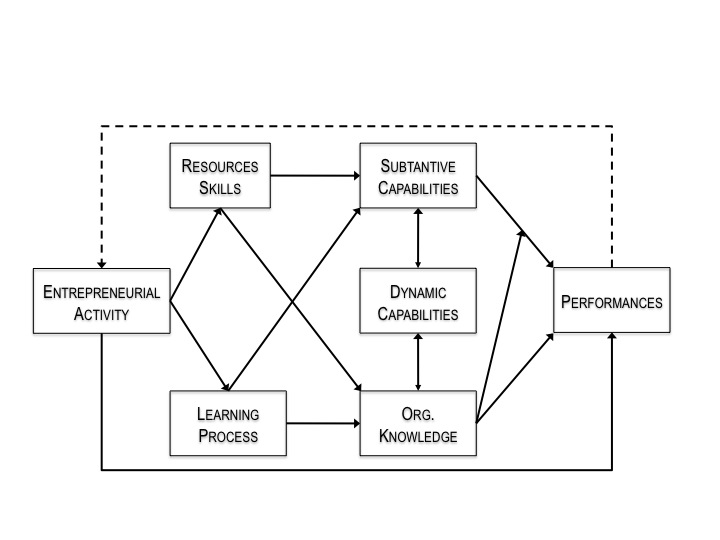 RESOURCES
SKILLS
SUBTANTIVE
CAPABILITIES
ENTREPRENEURIAL
ACTIVITY
DYNAMIC
CAPABILITIES
PERFORMANCES
LEARNING
PROCESS
ORG.
KNOWLEDGE